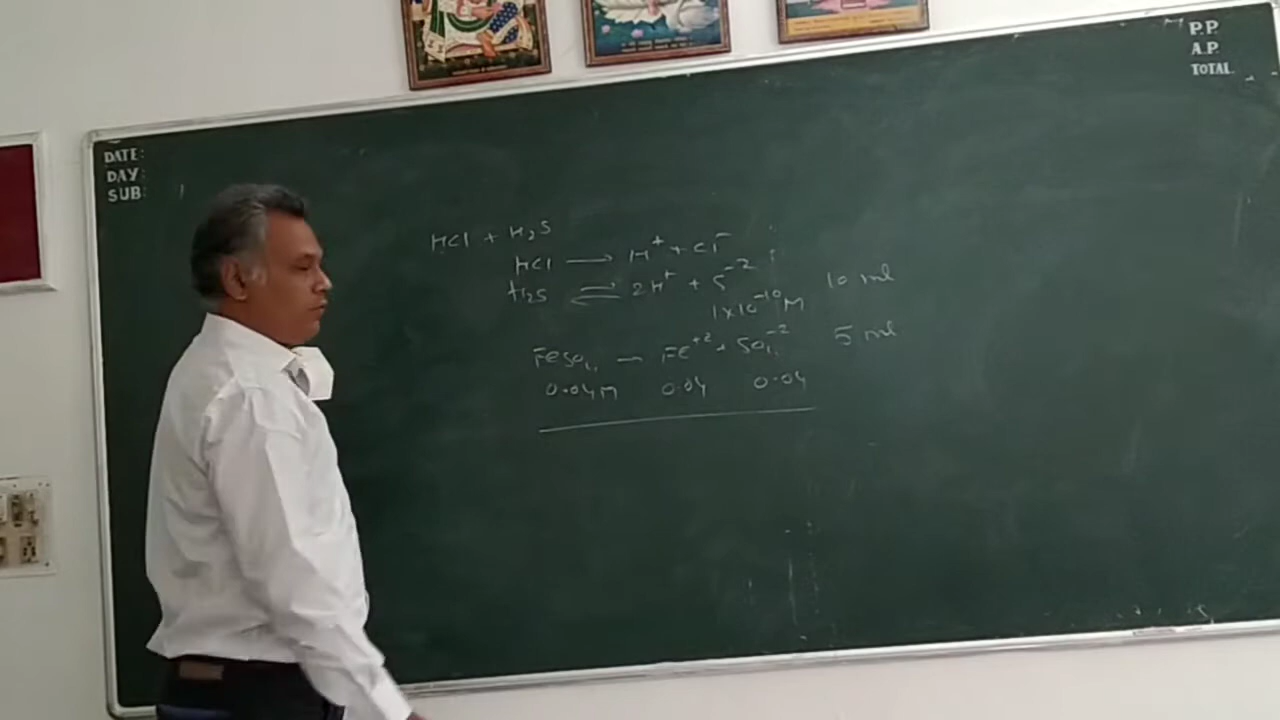 P.P.
A.P.
TOTAL
DATE:
DAY:
SUB:
HCl + H₂S
HCl ⟶ H⁺ + Cl⁻
H₂S ⇌ 2H⁺ + S⁻²
1×10⁻¹⁰ M 10 ml
FeSO₄ — Fe⁺² + SO₄⁻² 5 ml
0.04M 0.04 0.04